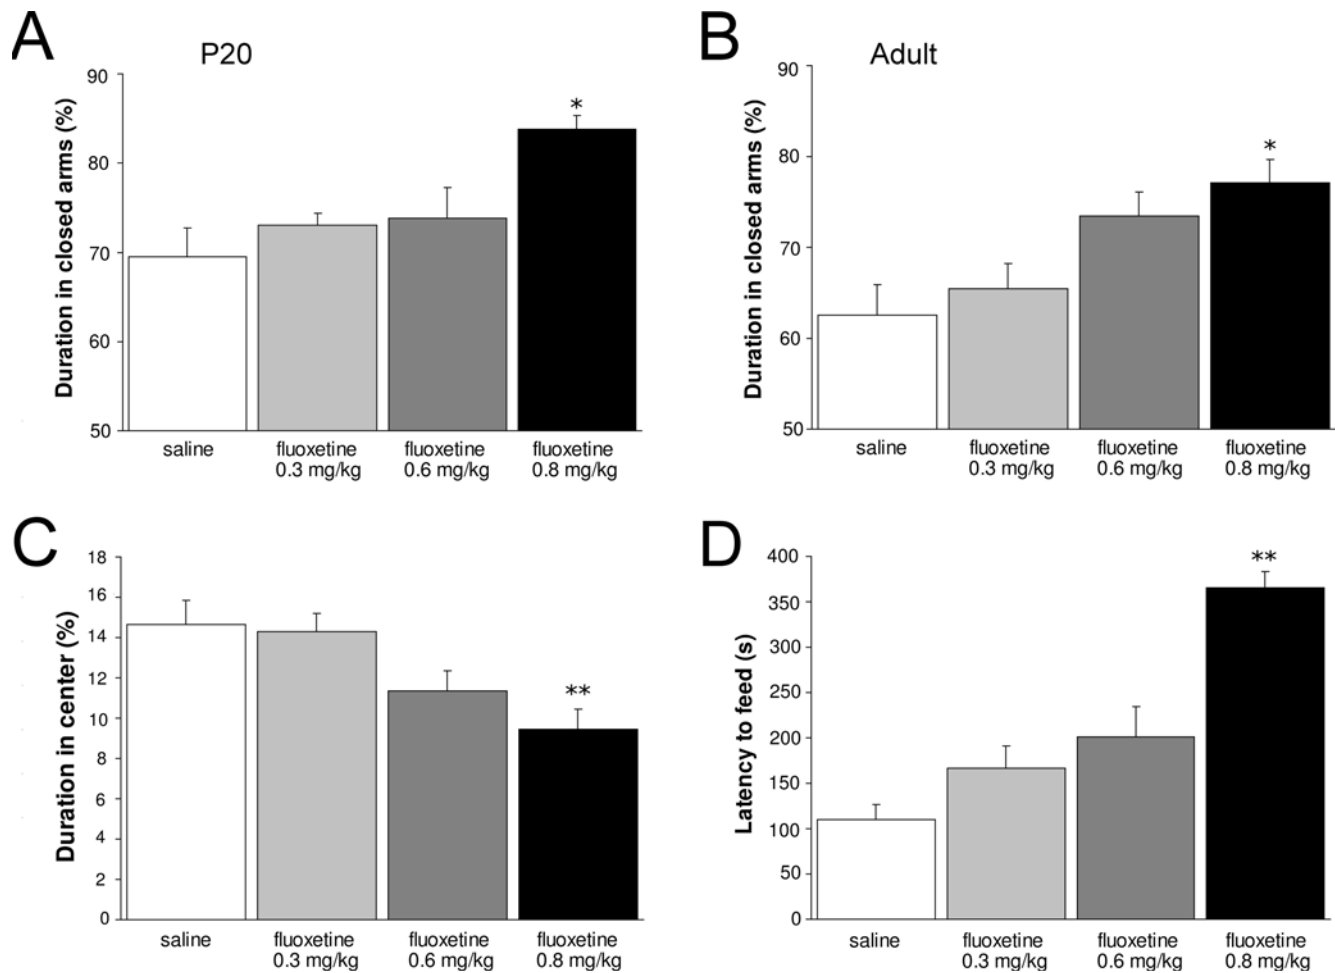 A
P20
Duration in closed arms (%)
90
80
70
60
50
*
saline
fluoxetine
0.3 mg/kg
fluoxetine
0.6 mg/kg
fluoxetine
0.8 mg/kg
B
Adult
Duration in closed arms (%)
90
80
70
60
50
*
saline
fluoxetine
0.3 mg/kg
fluoxetine
0.6 mg/kg
fluoxetine
0.8 mg/kg
C
Duration in center (%)
18
16
14
12
10
8
6
4
2
0
**
saline
fluoxetine
0.3 mg/kg
fluoxetine
0.6 mg/kg
fluoxetine
0.8 mg/kg
D
Latency to feed (s)
400
350
300
250
200
150
100
50
0
**
saline
fluoxetine
0.3 mg/kg
fluoxetine
0.6 mg/kg
fluoxetine
0.8 mg/kg